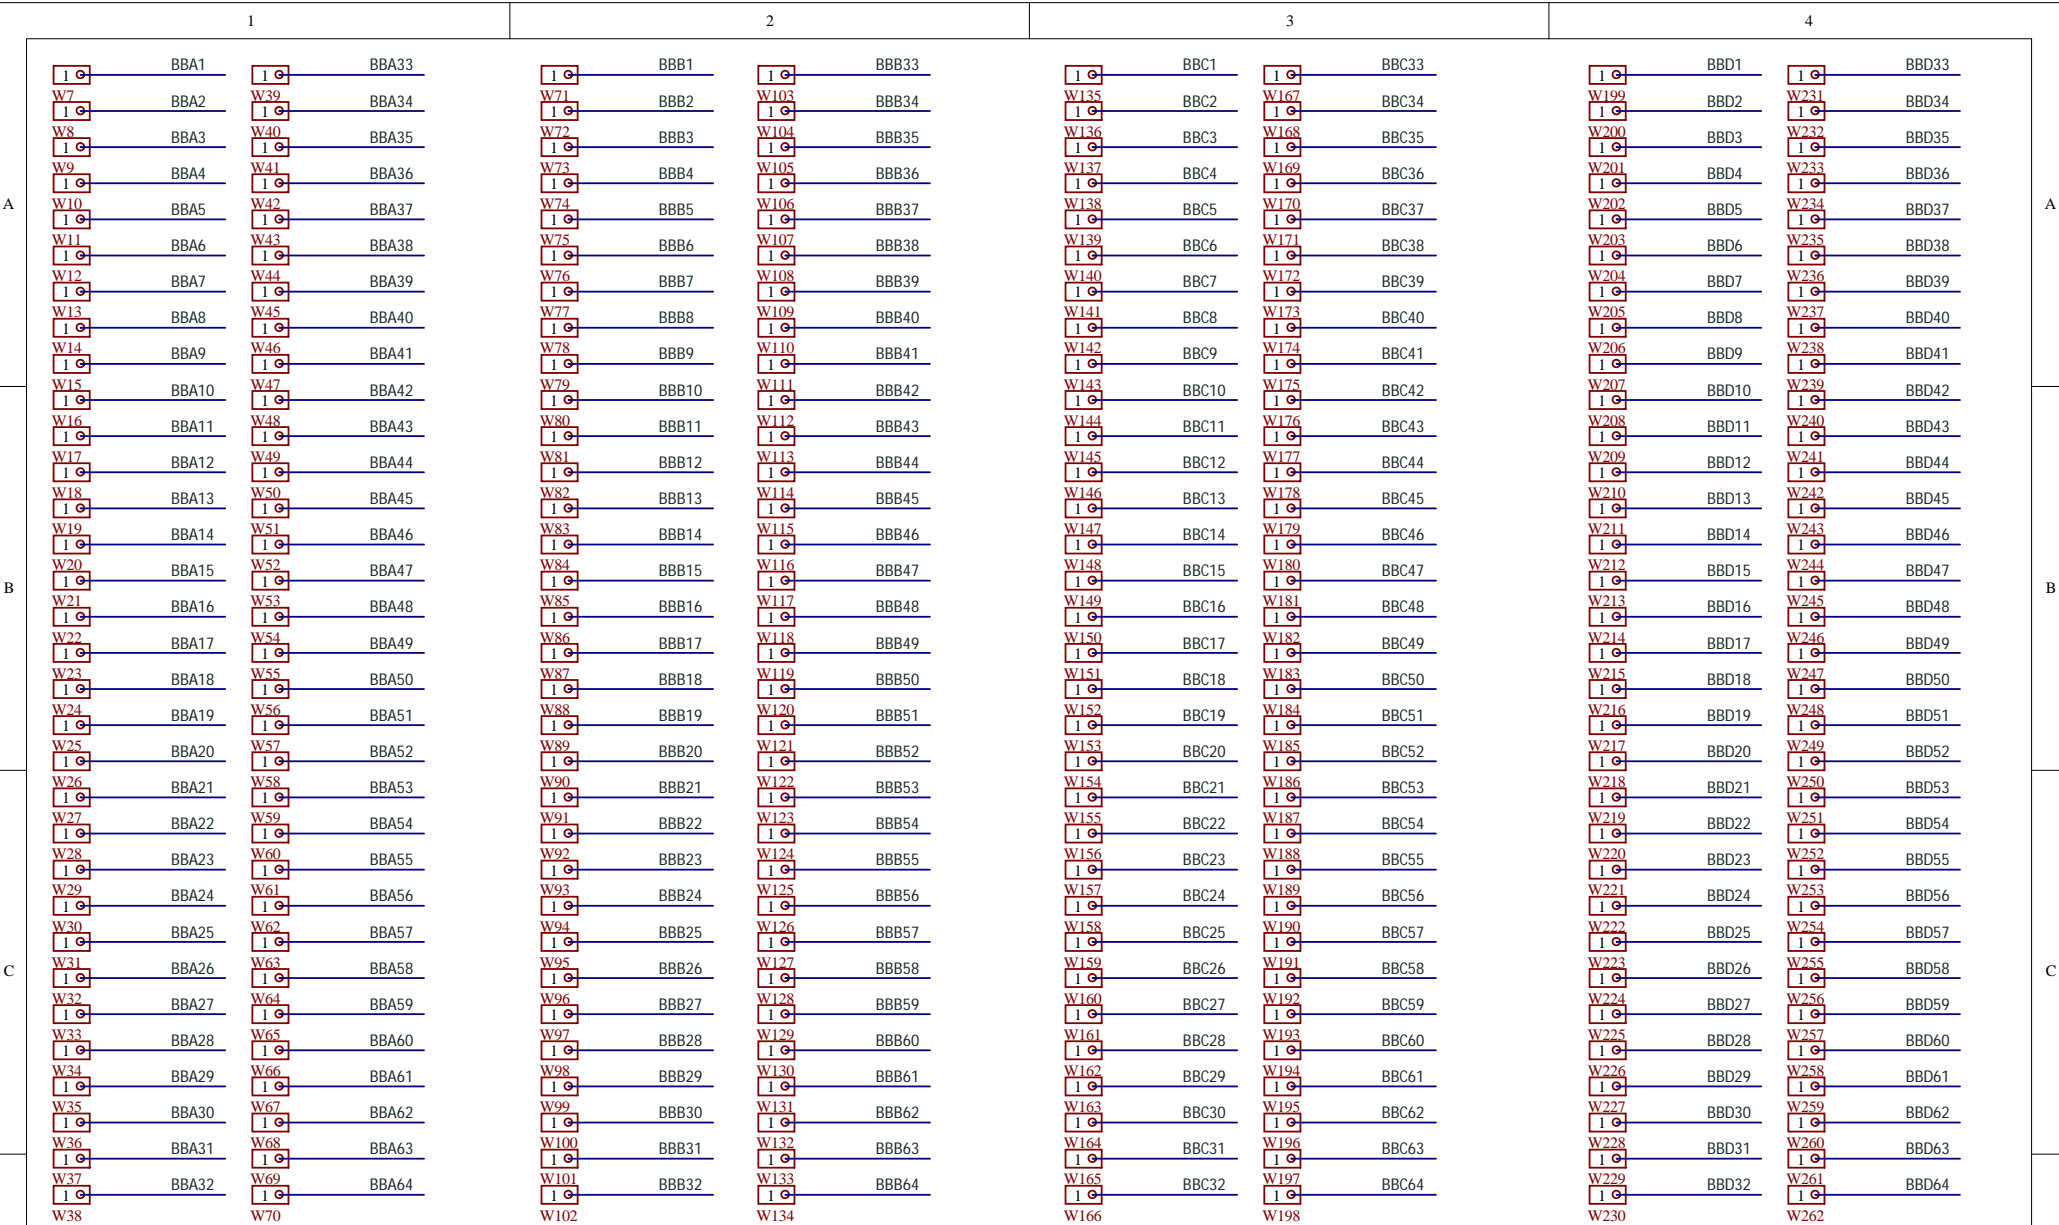 1 2 3 4
1 BBA1 1 BBA33 1 BBB1 1 BBB33 1 BBC1 1 BBC33 1 BBD1 1 BBD33
W7 W39 W71 W103 W135 W167 W199 W231
1 BBA2 1 BBA34 1 BBB2 1 BBB34 1 BBC2 1 BBC34 1 BBD2 1 BBD34
W8 W40 W72 W104 W136 W168 W200 W232
1 BBA3 1 BBA35 1 BBB3 1 BBB35 1 BBC3 1 BBC35 1 BBD3 1 BBD35
W9 W41 W73 W105 W137 W169 W201 W233
1 BBA4 1 BBA36 1 BBB4 1 BBB36 1 BBC4 1 BBC36 1 BBD4 1 BBD36
A W10 W42 W74 W106 W138 W170 W202 W234 A
1 BBA5 1 BBA37 1 BBB5 1 BBB37 1 BBC5 1 BBC37 1 BBD5 1 BBD37
W11 W43 W75 W107 W139 W171 W203 W235
1 BBA6 1 BBA38 1 BBB6 1 BBB38 1 BBC6 1 BBC38 1 BBD6 1 BBD38
W12 W44 W76 W108 W140 W172 W204 W236
1 BBA7 1 BBA39 1 BBB7 1 BBB39 1 BBC7 1 BBC39 1 BBD7 1 BBD39
W13 W45 W77 W109 W141 W173 W205 W237
1 BBA8 1 BBA40 1 BBB8 1 BBB40 1 BBC8 1 BBC40 1 BBD8 1 BBD40
W14 W46 W78 W110 W142 W174 W206 W238
1 BBA9 1 BBA41 1 BBB9 1 BBB41 1 BBC9 1 BBC41 1 BBD9 1 BBD41
W15 W47 W79 W111 W143 W175 W207 W239
1 BBA10 1 BBA42 1 BBB10 1 BBB42 1 BBC10 1 BBC42 1 BBD10 1 BBD42
W16 W48 W80 W112 W144 W176 W208 W240
1 BBA11 1 BBA43 1 BBB11 1 BBB43 1 BBC11 1 BBC43 1 BBD11 1 BBD43
W17 W49 W81 W113 W145 W177 W209 W241
1 BBA12 1 BBA44 1 BBB12 1 BBB44 1 BBC12 1 BBC44 1 BBD12 1 BBD44
W18 W50 W82 W114 W146 W178 W210 W242
1 BBA13 1 BBA45 1 BBB13 1 BBB45 1 BBC13 1 BBC45 1 BBD13 1 BBD45
W19 W51 W83 W115 W147 W179 W211 W243
1 BBA14 1 BBA46 1 BBB14 1 BBB46 1 BBC14 1 BBC46 1 BBD14 1 BBD46
W20 W52 W84 W116 W148 W180 W212 W244
B 1 BBA15 1 BBA47 1 BBB15 1 BBB47 1 BBC15 1 BBC47 1 BBD15 1 BBD47 B
W21 W53 W85 W117 W149 W181 W213 W245
1 BBA16 1 BBA48 1 BBB16 1 BBB48 1 BBC16 1 BBC48 1 BBD16 1 BBD48
W22 W54 W86 W118 W150 W182 W214 W246
1 BBA17 1 BBA49 1 BBB17 1 BBB49 1 BBC17 1 BBC49 1 BBD17 1 BBD49
W23 W55 W87 W119 W151 W183 W215 W247
1 BBA18 1 BBA50 1 BBB18 1 BBB50 1 BBC18 1 BBC50 1 BBD18 1 BBD50
W24 W56 W88 W120 W152 W184 W216 W248
1 BBA19 1 BBA51 1 BBB19 1 BBB51 1 BBC19 1 BBC51 1 BBD19 1 BBD51
W25 W57 W89 W121 W153 W185 W217 W249
1 BBA20 1 BBA52 1 BBB20 1 BBB52 1 BBC20 1 BBC52 1 BBD20 1 BBD52
W26 W58 W90 W122 W154 W186 W218 W250
1 BBA21 1 BBA53 1 BBB21 1 BBB53 1 BBC21 1 BBC53 1 BBD21 1 BBD53
W27 W59 W91 W123 W155 W187 W219 W251
1 BBA22 1 BBA54 1 BBB22 1 BBB54 1 BBC22 1 BBC54 1 BBD22 1 BBD54
W28 W60 W92 W124 W156 W188 W220 W252
1 BBA23 1 BBA55 1 BBB23 1 BBB55 1 BBC23 1 BBC55 1 BBD23 1 BBD55
W29 W61 W93 W125 W157 W189 W221 W253
1 BBA24 1 BBA56 1 BBB24 1 BBB56 1 BBC24 1 BBC56 1 BBD24 1 BBD56
W30 W62 W94 W126 W158 W190 W222 W254
1 BBA25 1 BBA57 1 BBB25 1 BBB57 1 BBC25 1 BBC57 1 BBD25 1 BBD57
W31 W63 W95 W127 W159 W191 W223 W255
C 1 BBA26 1 BBA58 1 BBB26 1 BBB58 1 BBC26 1 BBC58 1 BBD26 1 BBD58 C
W32 W64 W96 W128 W160 W192 W224 W256
1 BBA27 1 BBA59 1 BBB27 1 BBB59 1 BBC27 1 BBC59 1 BBD27 1 BBD59
W33 W65 W97 W129 W161 W193 W225 W257
1 BBA28 1 BBA60 1 BBB28 1 BBB60 1 BBC28 1 BBC60 1 BBD28 1 BBD60
W34 W66 W98 W130 W162 W194 W226 W258
1 BBA29 1 BBA61 1 BBB29 1 BBB61 1 BBC29 1 BBC61 1 BBD29 1 BBD61
W35 W67 W99 W131 W163 W195 W227 W259
1 BBA30 1 BBA62 1 BBB30 1 BBB62 1 BBC30 1 BBC62 1 BBD30 1 BBD62
W36 W68 W100 W132 W164 W196 W228 W260
1 BBA31 1 BBA63 1 BBB31 1 BBB63 1 BBC31 1 BBC63 1 BBD31 1 BBD63
W37 W69 W101 W133 W165 W197 W229 W261
1 BBA32 1 BBA64 1 BBB32 1 BBB64 1 BBC32 1 BBC64 1 BBD32 1 BBD64
W38 W70 W102 W134 W166 W198 W230 W262